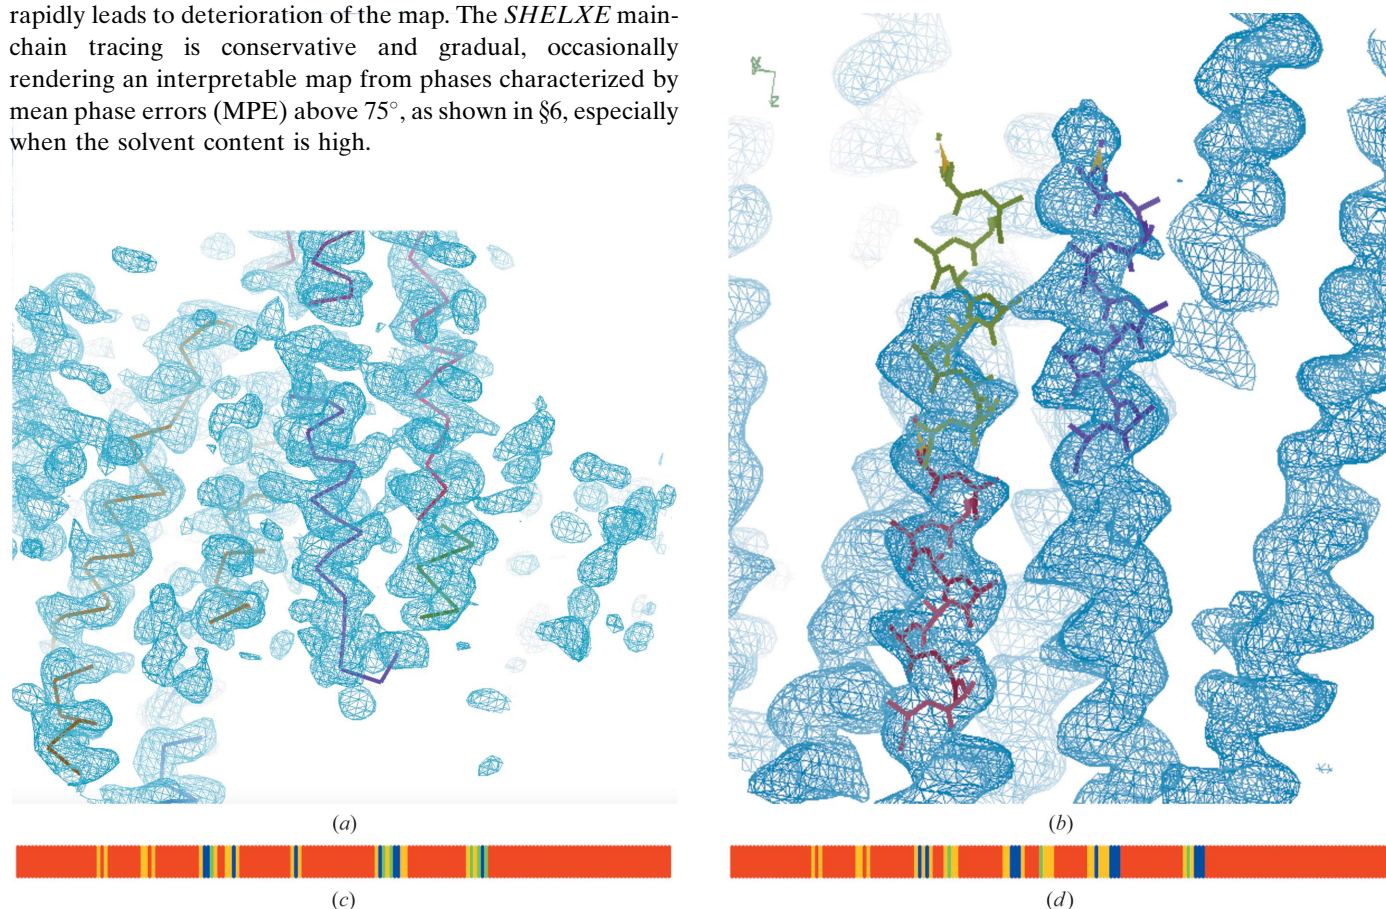 rapidly leads to deterioration of the map. The SHELXE main-
chain tracing is conservative and gradual, occasionally
rendering an interpretable map from phases characterized by
mean phase errors (MPE) above 75°, as shown in §6, especially
when the solvent content is high.
(a)
(b)
(c)
(d)